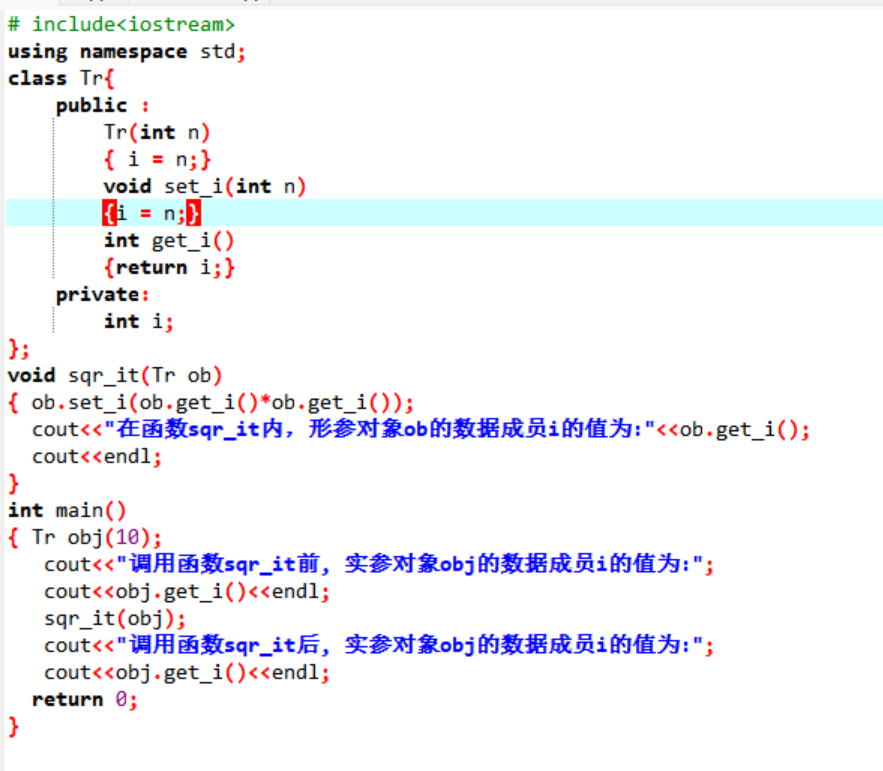 # include<iostream>
using namespace std;
class Tr{
public :
Tr(int n)
{ i = n;}
void set_i(int n)
{i = n;}
int get_i()
{return i;}
private:
int i;
};
void sqr_it(Tr ob)
{ ob.set_i(ob.get_i()*ob.get_i());
cout<<"在函数sqr_it内，形参对象ob的数据成员i的值为:"<<ob.get_i();
cout<<endl;
}
int main()
{ Tr obj(10);
cout<<"调用函数sqr_it前, 实参对象obj的数据成员i的值为:";
cout<<obj.get_i()<<endl;
sqr_it(obj);
cout<<"调用函数sqr_it后, 实参对象obj的数据成员i的值为:";
cout<<obj.get_i()<<endl;
return 0;
}